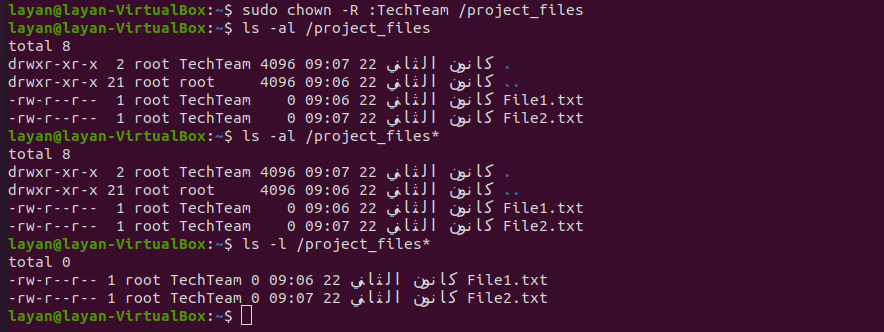 layan@layan-VirtualBox:~$ sudo chown -R :TechTeam /project_files
layan@layan-VirtualBox:~$ ls -al /project_files
total 8
drwxr-xr-x  2 root TechTeam 4096 09:07 22 كانون الثاني .
drwxr-xr-x 21 root root     4096 09:06 22 كانون الثاني ..
-rw-r--r--  1 root TechTeam    0 09:06 22 كانون الثاني File1.txt
-rw-r--r--  1 root TechTeam    0 09:07 22 كانون الثاني File2.txt
layan@layan-VirtualBox:~$ ls -al /project_files*
total 8
drwxr-xr-x  2 root TechTeam 4096 09:07 22 كانون الثاني .
drwxr-xr-x 21 root root     4096 09:06 22 كانون الثاني ..
-rw-r--r--  1 root TechTeam    0 09:06 22 كانون الثاني File1.txt
-rw-r--r--  1 root TechTeam    0 09:07 22 كانون الثاني File2.txt
layan@layan-VirtualBox:~$ ls -l /project_files*
total 0
-rw-r--r-- 1 root TechTeam 0 09:06 22 كانون الثاني File1.txt
-rw-r--r-- 1 root TechTeam 0 09:07 22 كانون الثاني File2.txt
layan@layan-VirtualBox:~$